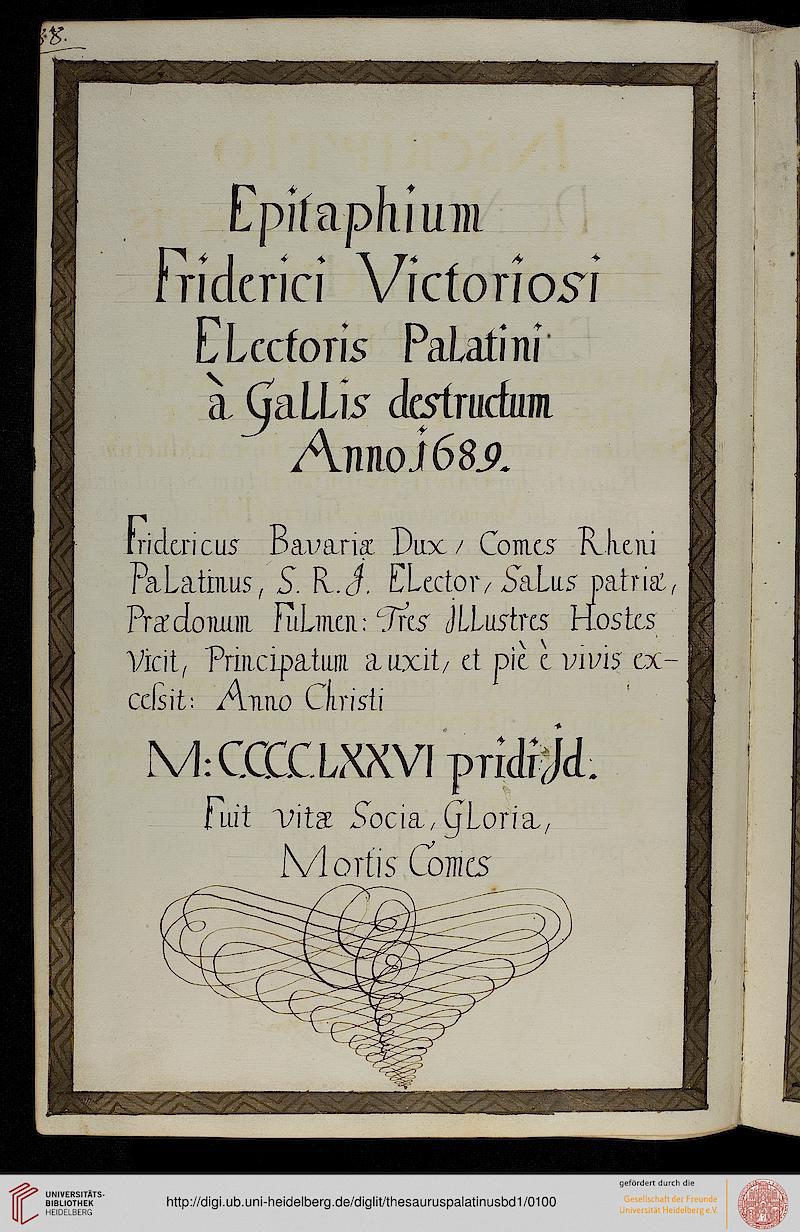 Epitaphium
Friderici Victoriosi
ELectoris PaLatini
à GaLLis destructum
Anno 1689.
Fridericus Bavariæ Dux, Comes Rheni
PaLatinus, S. R. J. ELector, SaLus patriæ,
Prædonum FuLmen: Tres JLLustres Hostes
vicit, Principatum auxit, et piè è vivis ex-
ceſsit: Anno Christi
M:CCCCLXXVI pridi: Jd.
Fuit vitæ Socia, GLoria,
Mortis Comes
UNIVERSITÄTS-
BIBLIOTHEK
HEIDELBERG
http://digi.ub.uni-heidelberg.de/diglit/thesauruspalatinusbd1/0100
gefördert durch die
Gesellschaft der Freunde
Universität Heidelberg e.V.